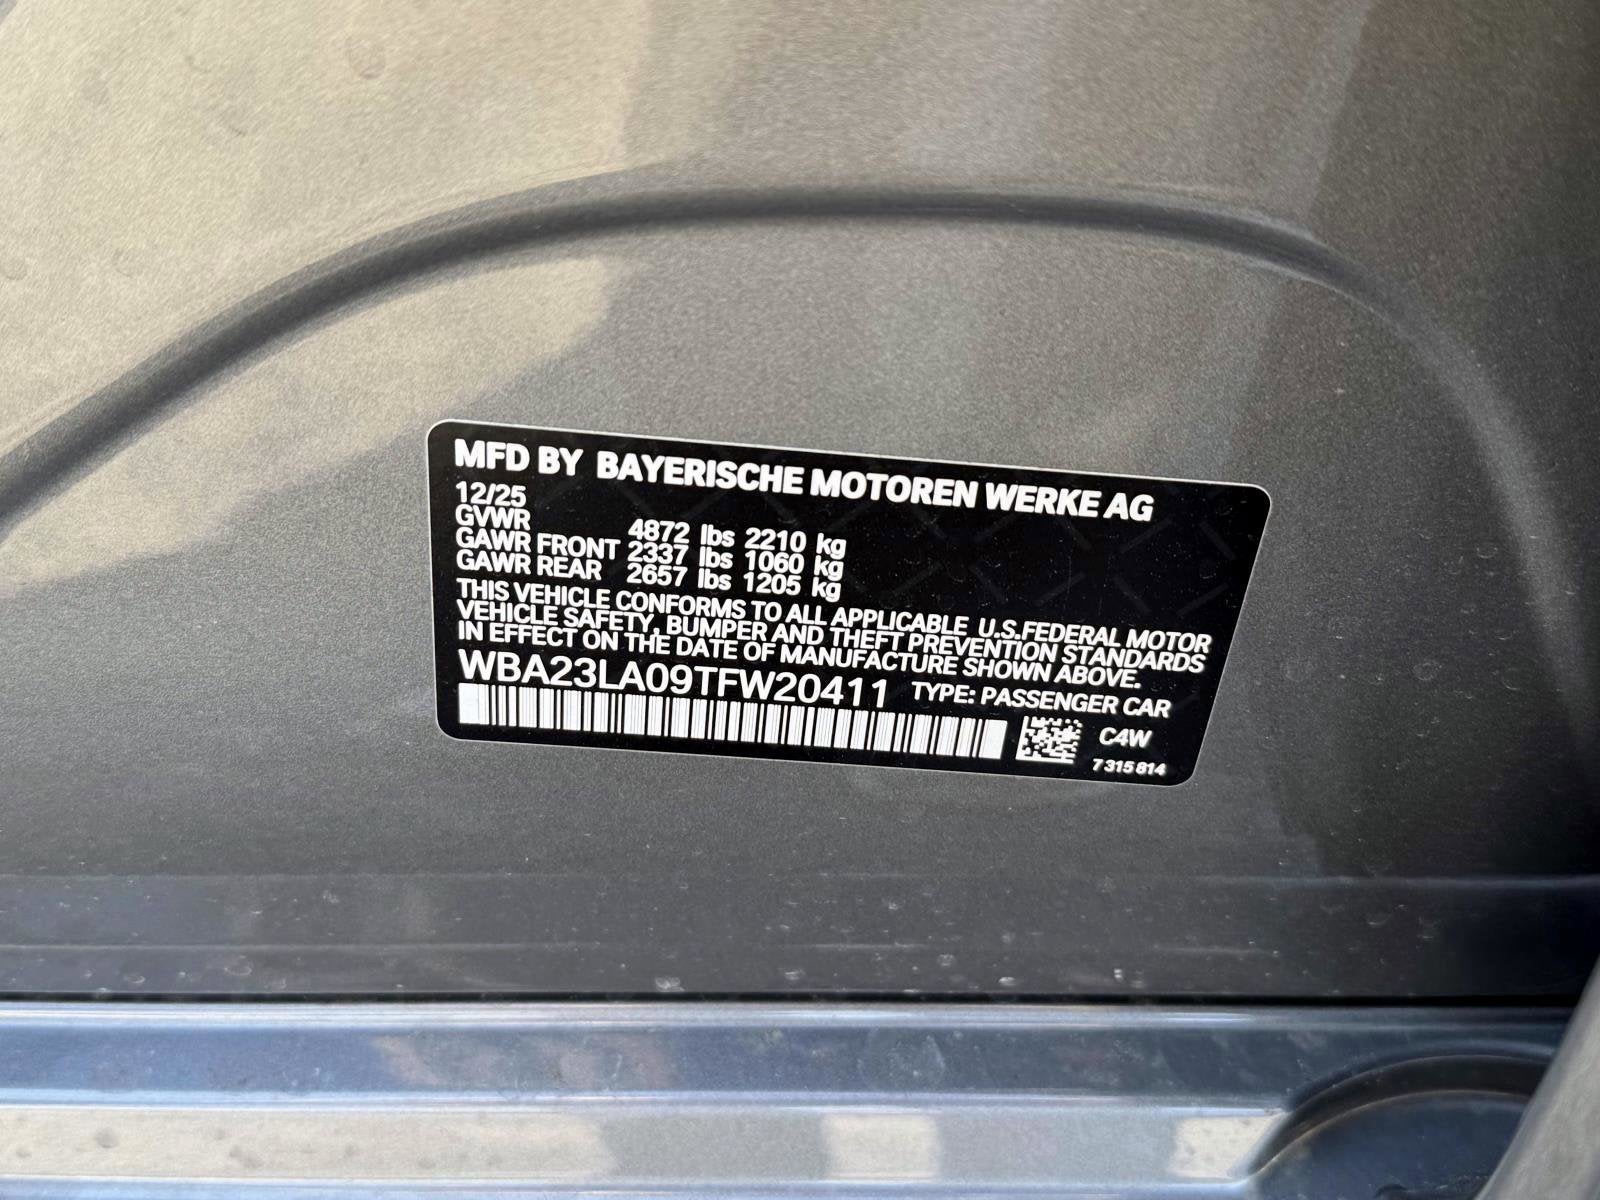 MFD BY BAYERISCHE MOTOREN WERKE AG
12/25
GVWR 4872 lbs 2210 kg
GAWR FRONT 2337 lbs 1060 kg
GAWR REAR 2657 lbs 1205 kg
THIS VEHICLE CONFORMS TO ALL APPLICABLE U.S.FEDERAL MOTOR
VEHICLE SAFETY, BUMPER AND THEFT PREVENTION STANDARDS
IN EFFECT ON THE DATE OF MANUFACTURE SHOWN ABOVE.
WBA23LA09TFW20411 TYPE: PASSENGER CAR
C4W
7 315 814